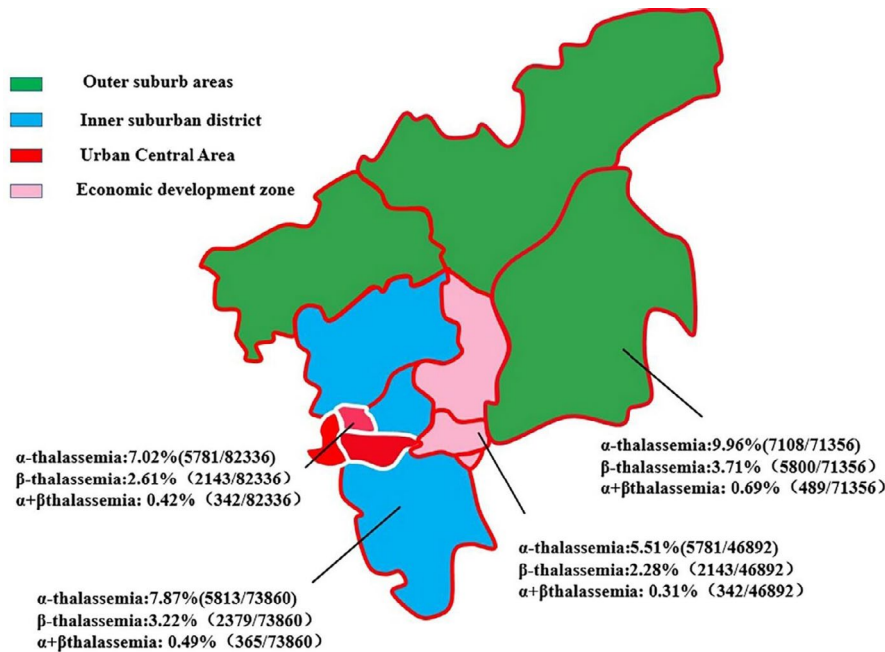 Outer suburb areas
Inner suburban district
Urban Central Area
Economic development zone
α-thalassemia:7.02%(5781/82336)
β-thalassemia:2.61%（2143/82336）
α+βthalassemia: 0.42%（342/82336）
α-thalassemia:9.96%(7108/71356)
β-thalassemia:3.71%（5800/71356）
α+βthalassemia: 0.69%（489/71356）
α-thalassemia:5.51%(5781/46892)
β-thalassemia:2.28%（2143/46892）
α+βthalassemia: 0.31%（342/46892）
α-thalassemia:7.87%(5813/73860)
β-thalassemia:3.22%（2379/73860）
α+βthalassemia: 0.49%（365/73860）